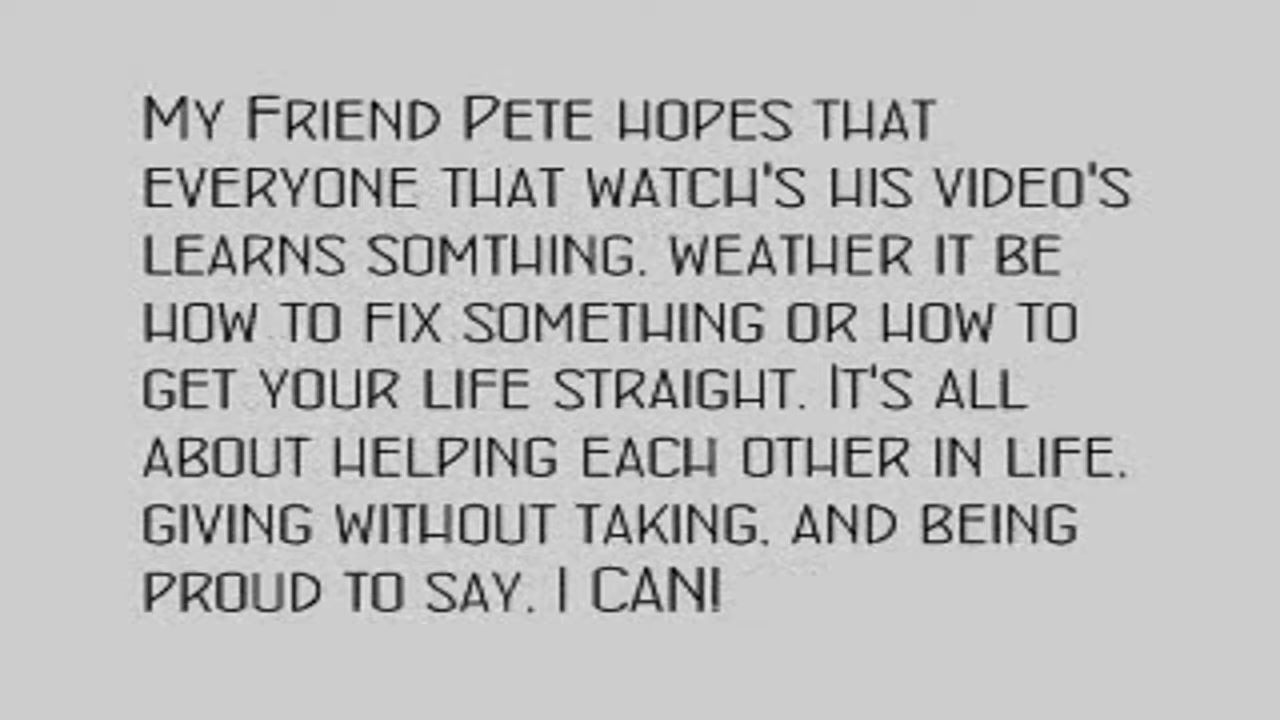 My Friend Pete hopes that
everyone that watch's his video's
learns somthing. weather it be
how to fix something or how to
get your life straight. It's all
about helping each other in life.
giving without taking. and being
proud to say. I CAN!